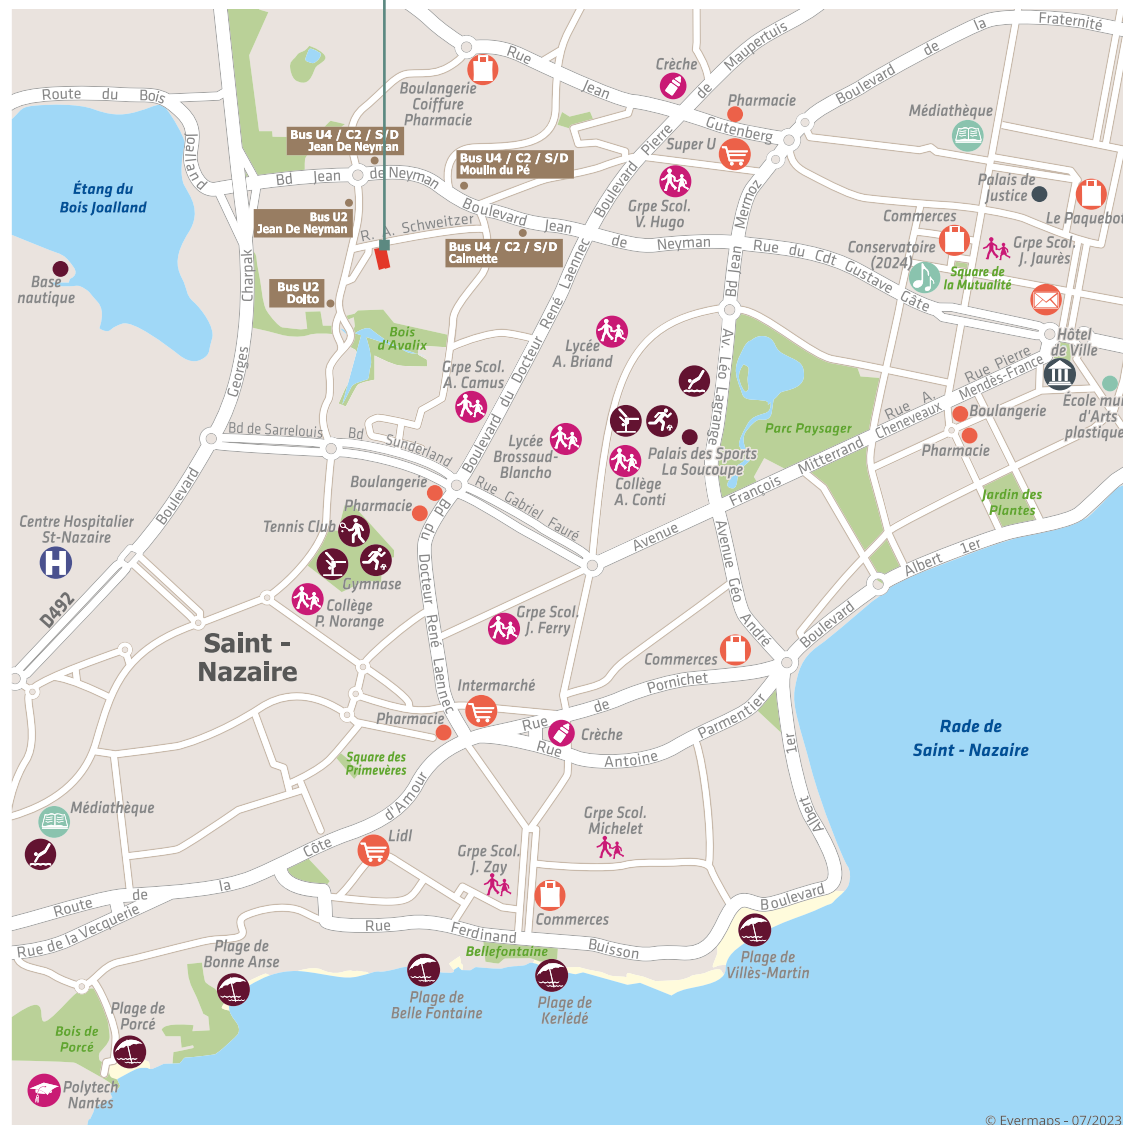 Fraternité
Boulevard de la
Maupertuis
Rue Jean Gutenberg
Crèche
Boulangerie
Coiffure
Pharmacie
Route du Bois
Joalland
Pharmacie
Médiathèque
Bus U4 / C2 / S/D
Jean De Neyman
Super U
Boulevard Pierre de
Bus U4 / C2 / S/D
Moulin du Pé
Bd Jean de Neyman
Étang du
Bois Joalland
Palais de
Justice
Grpe Scol.
V. Hugo
Le Paquebot
Bus U2
Jean De Neyman
R. A. Schweitzer
Boulevard Jean de Neyman
Bd Jean Mermoz
Commerces
Bus U4 / C2 / S/D
Calmette
Rue du Cdt Gustave Gâte
Conservatoire
(2024)
Grpe Scol.
J. Jaurès
Square de
la Mutualité
Base
nautique
Bus U2
Dolto
Boulevard Georges Charpak
Bois
d'Avalix
Lycée
A. Briand
Hôtel
de Ville
Rue Pierre
Mendès-France
Grpe Scol.
A. Camus
Boulevard du Docteur René Laennec
Av. Léo Lagrange
Rue A.
Cheneveaux
École mu
d'Arts
plastique
Boulangerie
Pharmacie
Parc Paysager
Bd de Sarrelouis
Bd Sunderland
Lycée
Brossaud-
Blancho
Palais des Sports
La Soucoupe
Collège
A. Conti
Boulangerie
Pharmacie
Rue Gabriel Fauré
Avenue François Mitterrand
Jardin des
Plantes
Centre Hospitalier
St-Nazaire
H
Tennis Club
Gymnase
Bd du Docteur René Laennec
Avenue Géo André
Boulevard Albert 1er
D492
Collège
P. Norange
Grpe Scol.
J. Ferry
Saint -
Nazaire
Commerces
Intermarché
Rue de Pornichet
Pharmacie
Crèche
Rue Antoine Parmentier
Rade de
Saint - Nazaire
Square des
Primevères
Médiathèque
Route de la Côte d'Amour
Lidl
Grpe Scol.
Michelet
Grpe Scol.
J. Zay
Boulevard Albert 1er
Commerces
Rue de la Vecquerie
Rue Ferdinand Buisson
Bellefontaine
Plage de
Bonne Anse
Plage de
Villès-Martin
Plage de
Belle Fontaine
Plage de
Kerlédé
Plage de
Porcé
Bois de
Porcé
Polytech
Nantes
© Evermaps - 07/2023